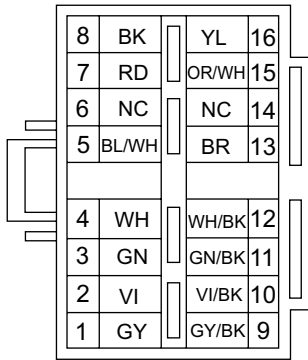 8 BK YL 16
7 RD OR/WH 15
6 NC NC 14
5 BL/WH BR 13
4 WH WH/BK 12
3 GN GN/BK 11
2 VI VI/BK 10
1 GY GY/BK 9